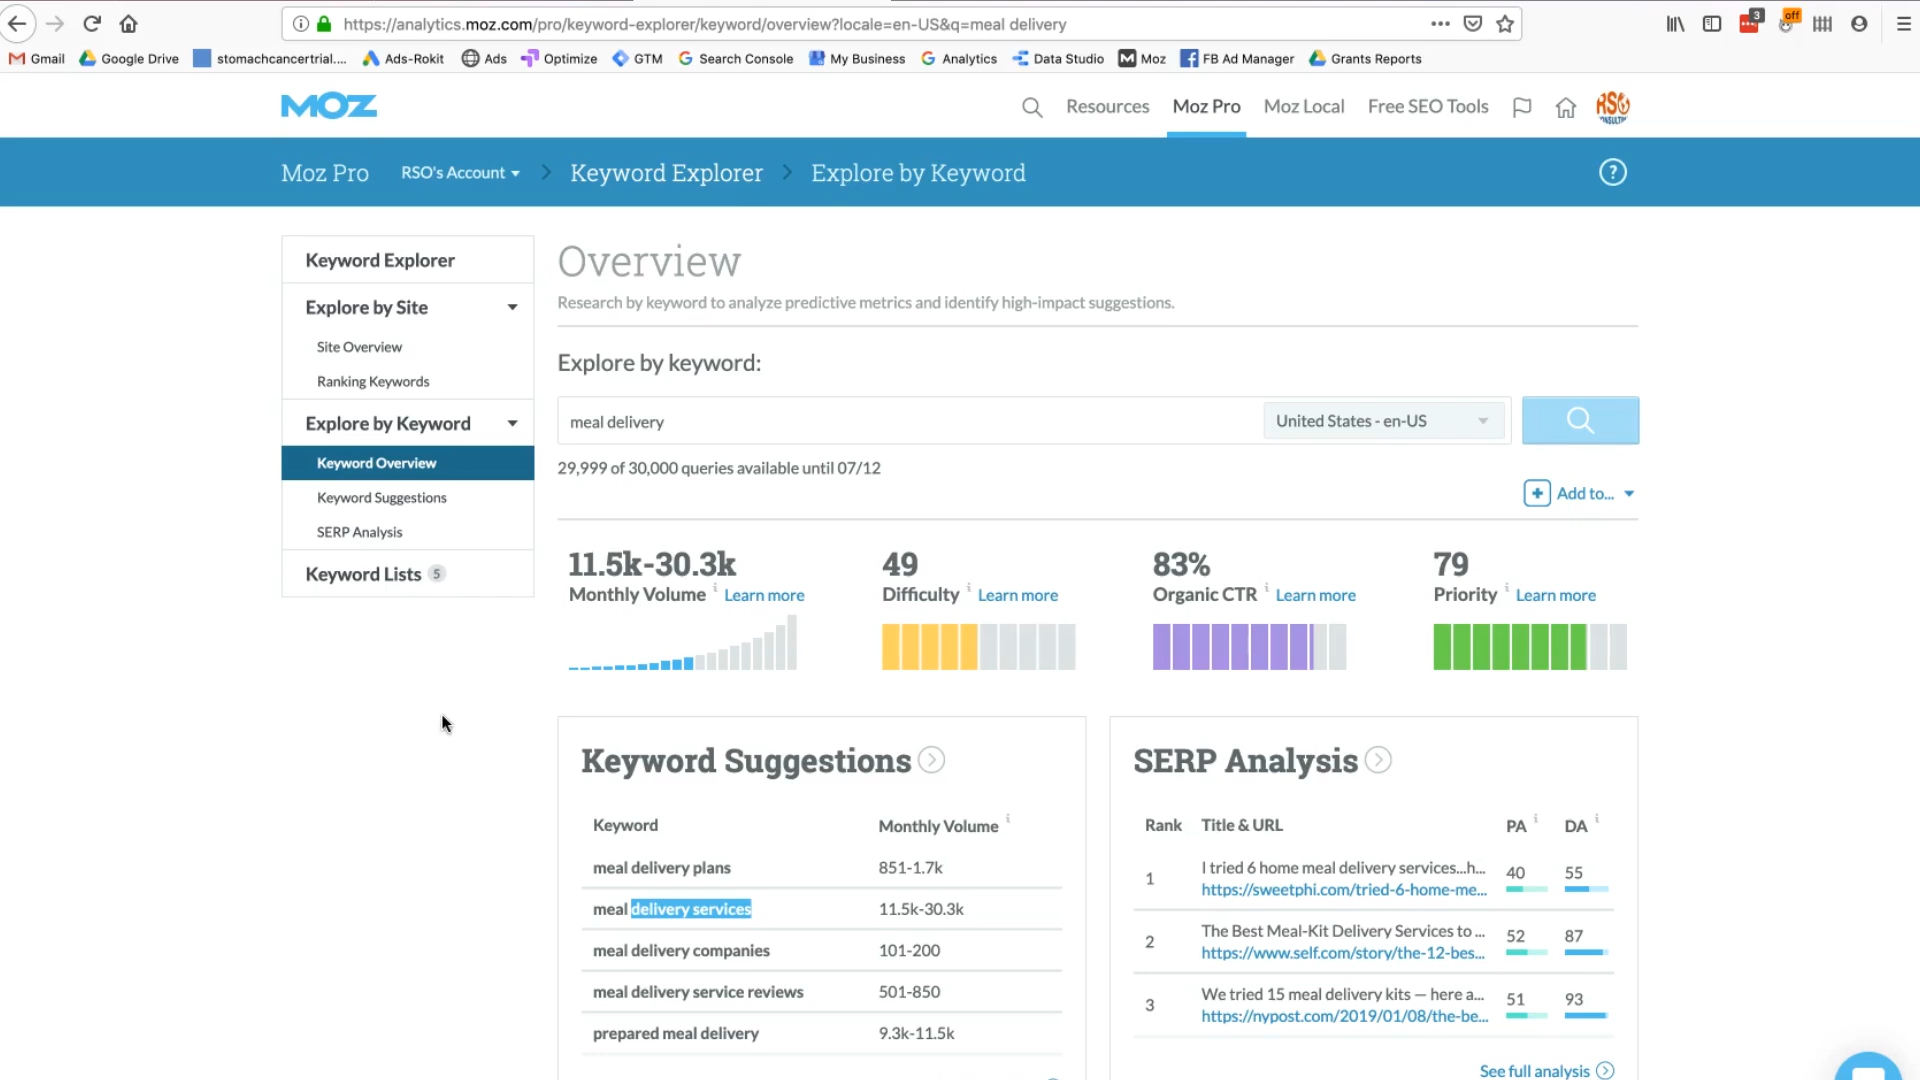 https://analytics.moz.com/pro/keyword-explorer/keyword/overview?locale=en-US&q=meal delivery
3
off
Gmail Google Drive stomachcancertrial.... Ads-Rokit Ads Optimize GTM Search Console My Business Analytics Data Studio Moz FB Ad Manager Grants Reports
MOZ
Resources Moz Pro Moz Local Free SEO Tools
RSO
CONSULTING
Moz Pro RSO's Account Keyword Explorer Explore by Keyword ?
Keyword Explorer
Explore by Site
Site Overview
Ranking Keywords
Explore by Keyword
Keyword Overview
Keyword Suggestions
SERP Analysis
Keyword Lists 5
Overview
Research by keyword to analyze predictive metrics and identify high-impact suggestions.
Explore by keyword:
meal delivery United States - en-US
29,999 of 30,000 queries available until 07/12
Add to...
11.5k-30.3k
Monthly Volume i Learn more
49
Difficulty i Learn more
83%
Organic CTR i Learn more
79
Priority i Learn more
Keyword Suggestions
Keyword Monthly Volume i
meal delivery plans 851-1.7k
meal delivery services 11.5k-30.3k
meal delivery companies 101-200
meal delivery service reviews 501-850
prepared meal delivery 9.3k-11.5k
SERP Analysis
Rank Title & URL PA i DA i
1 I tried 6 home meal delivery services...h... 40 55
https://sweetphi.com/tried-6-home-me...
2 The Best Meal-Kit Delivery Services to ... 52 87
https://www.self.com/story/the-12-bes...
3 We tried 15 meal delivery kits — here a... 51 93
https://nypost.com/2019/01/08/the-be...
See full analysis